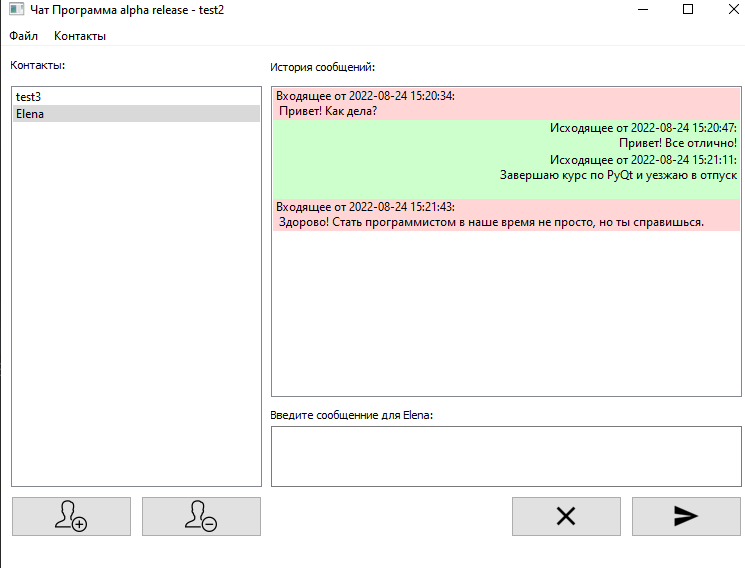 Чат Программа alpha release - test2
Файл Контакты
Контакты:
test3
Elena
История сообщений:
Входящее от 2022-08-24 15:20:34:
Привет! Как дела?
Исходящее от 2022-08-24 15:20:47:
Привет! Все отлично!
Исходящее от 2022-08-24 15:21:11:
Завершаю курс по PyQt и уезжаю в отпуск
Входящее от 2022-08-24 15:21:43:
Здорово! Стать программистом в наше время не просто, но ты справишься.
Введите сообщенние для Elena: